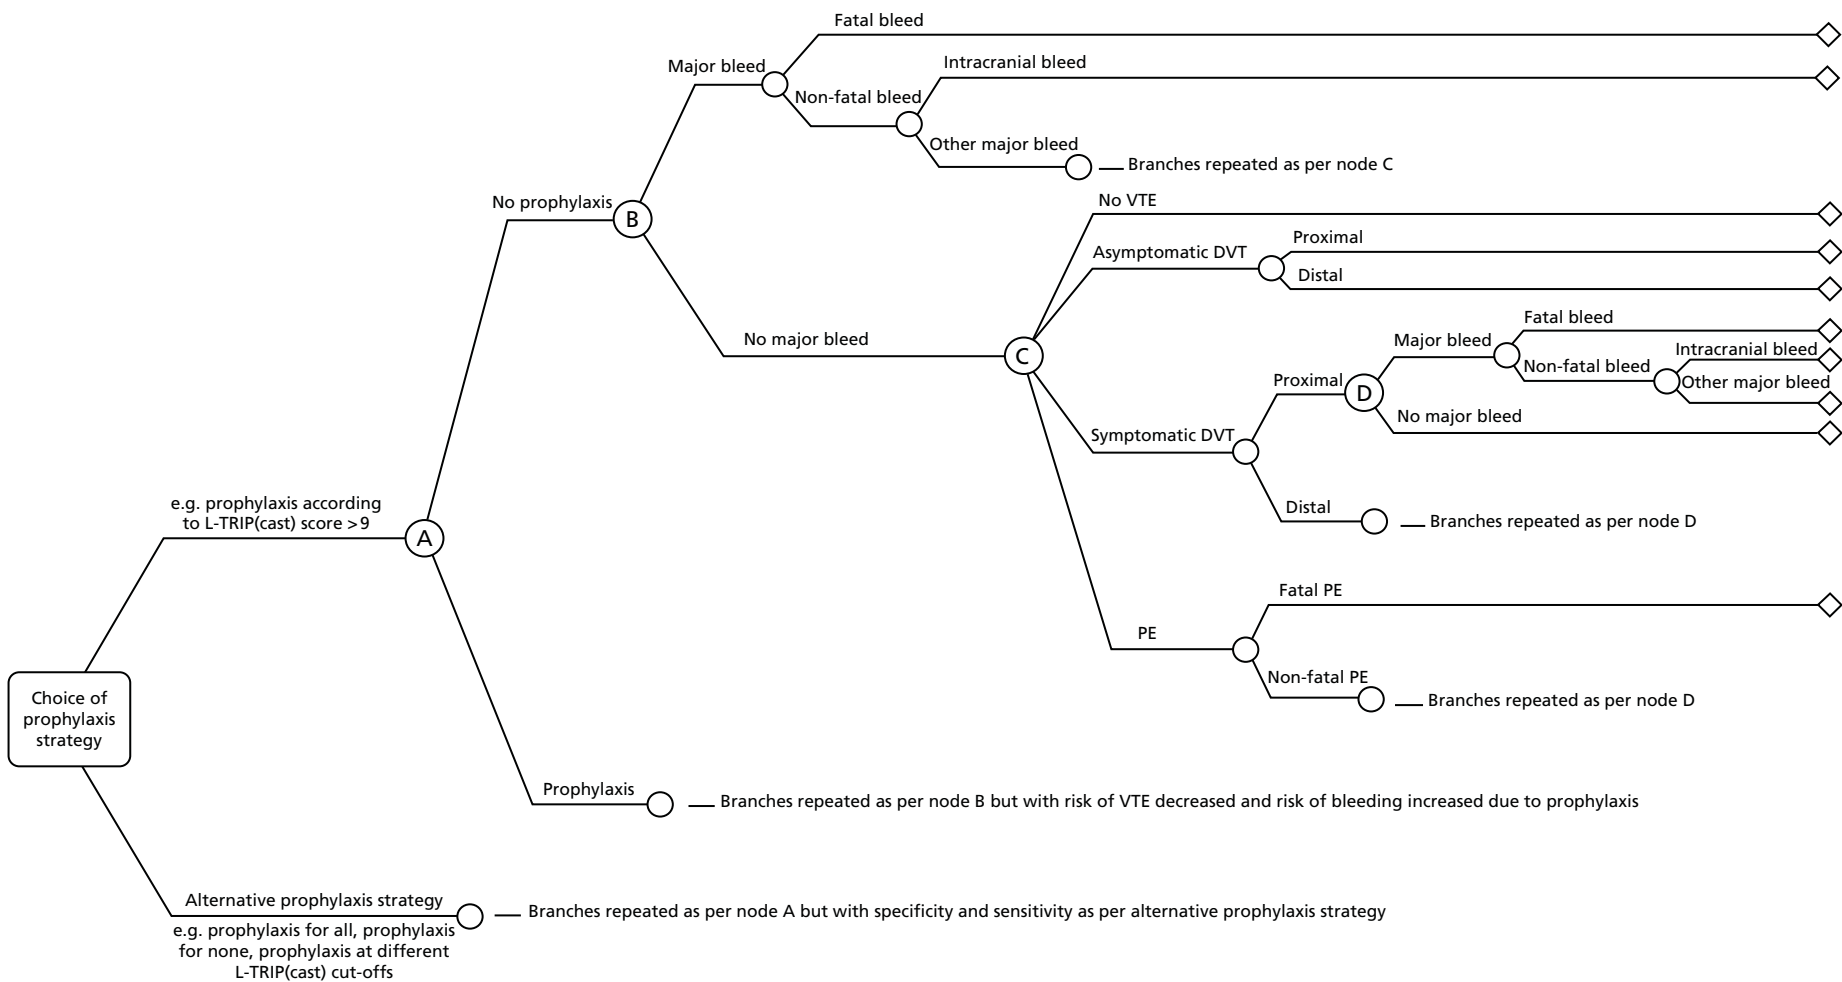 Fatal bleed
Major bleed
Intracranial bleed
Non-fatal bleed
Other major bleed
Branches repeated as per node C
No prophylaxis
B
No VTE
Asymptomatic DVT
Proximal
Distal
No major bleed
C
Fatal bleed
Major bleed
Intracranial bleed
Non-fatal bleed
Other major bleed
Proximal
D
No major bleed
Symptomatic DVT
Distal
Branches repeated as per node D
e.g. prophylaxis according
to L-TRIP(cast) score >9
A
Fatal PE
PE
Non-fatal PE
Branches repeated as per node D
Choice of
prophylaxis
strategy
Prophylaxis
Branches repeated as per node B but with risk of VTE decreased and risk of bleeding increased due to prophylaxis
Alternative prophylaxis strategy
Branches repeated as per node A but with specificity and sensitivity as per alternative prophylaxis strategy
e.g. prophylaxis for all, prophylaxis
for none, prophylaxis at different
L-TRIP(cast) cut-offs